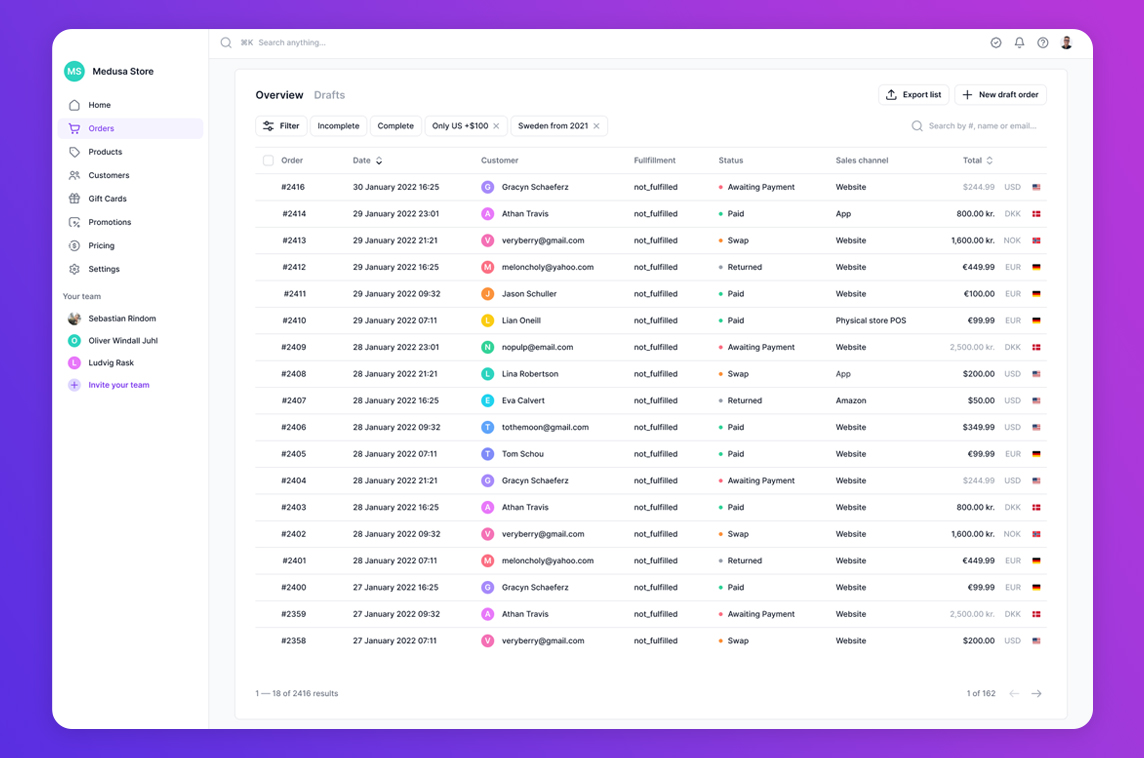 MS Medusa Store
Home
Orders
Products
Customers
Gift Cards
Promotions
Pricing
Settings
Your team
Sebastian Rindom
O Oliver Windall Juhl
L Ludvig Rask
Invite your team
⌘K Search anything...
Overview Drafts Export list New draft order
Filter Incomplete Complete Only US +$100 Sweden from 2021 Search by #, name or email...
Order Date Customer Fullfillment Status Sales channel Total
#2416 30 January 2022 16:25 G Gracyn Schaeferz not_fulfilled Awaiting Payment Website $244.99 USD
#2414 29 January 2022 23:01 A Athan Travis not_fulfilled Paid App 800.00 kr. DKK
#2413 29 January 2022 21:21 V veryberry@gmail.com not_fulfilled Swap Website 1,600.00 kr. NOK
#2412 29 January 2022 16:25 M meloncholy@yahoo.com not_fulfilled Returned Website €449.99 EUR
#2411 29 January 2022 09:32 J Jason Schuller not_fulfilled Paid Website €100.00 EUR
#2410 29 January 2022 07:11 L Lian Oneill not_fulfilled Paid Physical store POS €99.99 EUR
#2409 28 January 2022 23:01 N nopulp@email.com not_fulfilled Awaiting Payment Website 2,500.00 kr. DKK
#2408 28 January 2022 21:21 L Lina Robertson not_fulfilled Swap App $200.00 USD
#2407 28 January 2022 16:25 E Eva Calvert not_fulfilled Returned Amazon $50.00 USD
#2406 28 January 2022 09:32 T tothemoon@gmail.com not_fulfilled Paid Website $349.99 USD
#2405 28 January 2022 07:11 T Tom Schou not_fulfilled Paid Website €99.99 EUR
#2404 28 January 2022 21:21 G Gracyn Schaeferz not_fulfilled Awaiting Payment Website $244.99 USD
#2403 28 January 2022 16:25 A Athan Travis not_fulfilled Paid Website 800.00 kr. DKK
#2402 28 January 2022 09:32 V veryberry@gmail.com not_fulfilled Swap Website 1,600.00 kr. NOK
#2401 28 January 2022 07:11 M meloncholy@yahoo.com not_fulfilled Returned Website €449.99 EUR
#2400 27 January 2022 16:25 G Gracyn Schaeferz not_fulfilled Paid Website €99.99 EUR
#2359 27 January 2022 09:32 A Athan Travis not_fulfilled Awaiting Payment Website 2,500.00 kr. DKK
#2358 27 January 2022 07:11 V veryberry@gmail.com not_fulfilled Swap Website $200.00 USD
1 — 18 of 2416 results 1 of 162